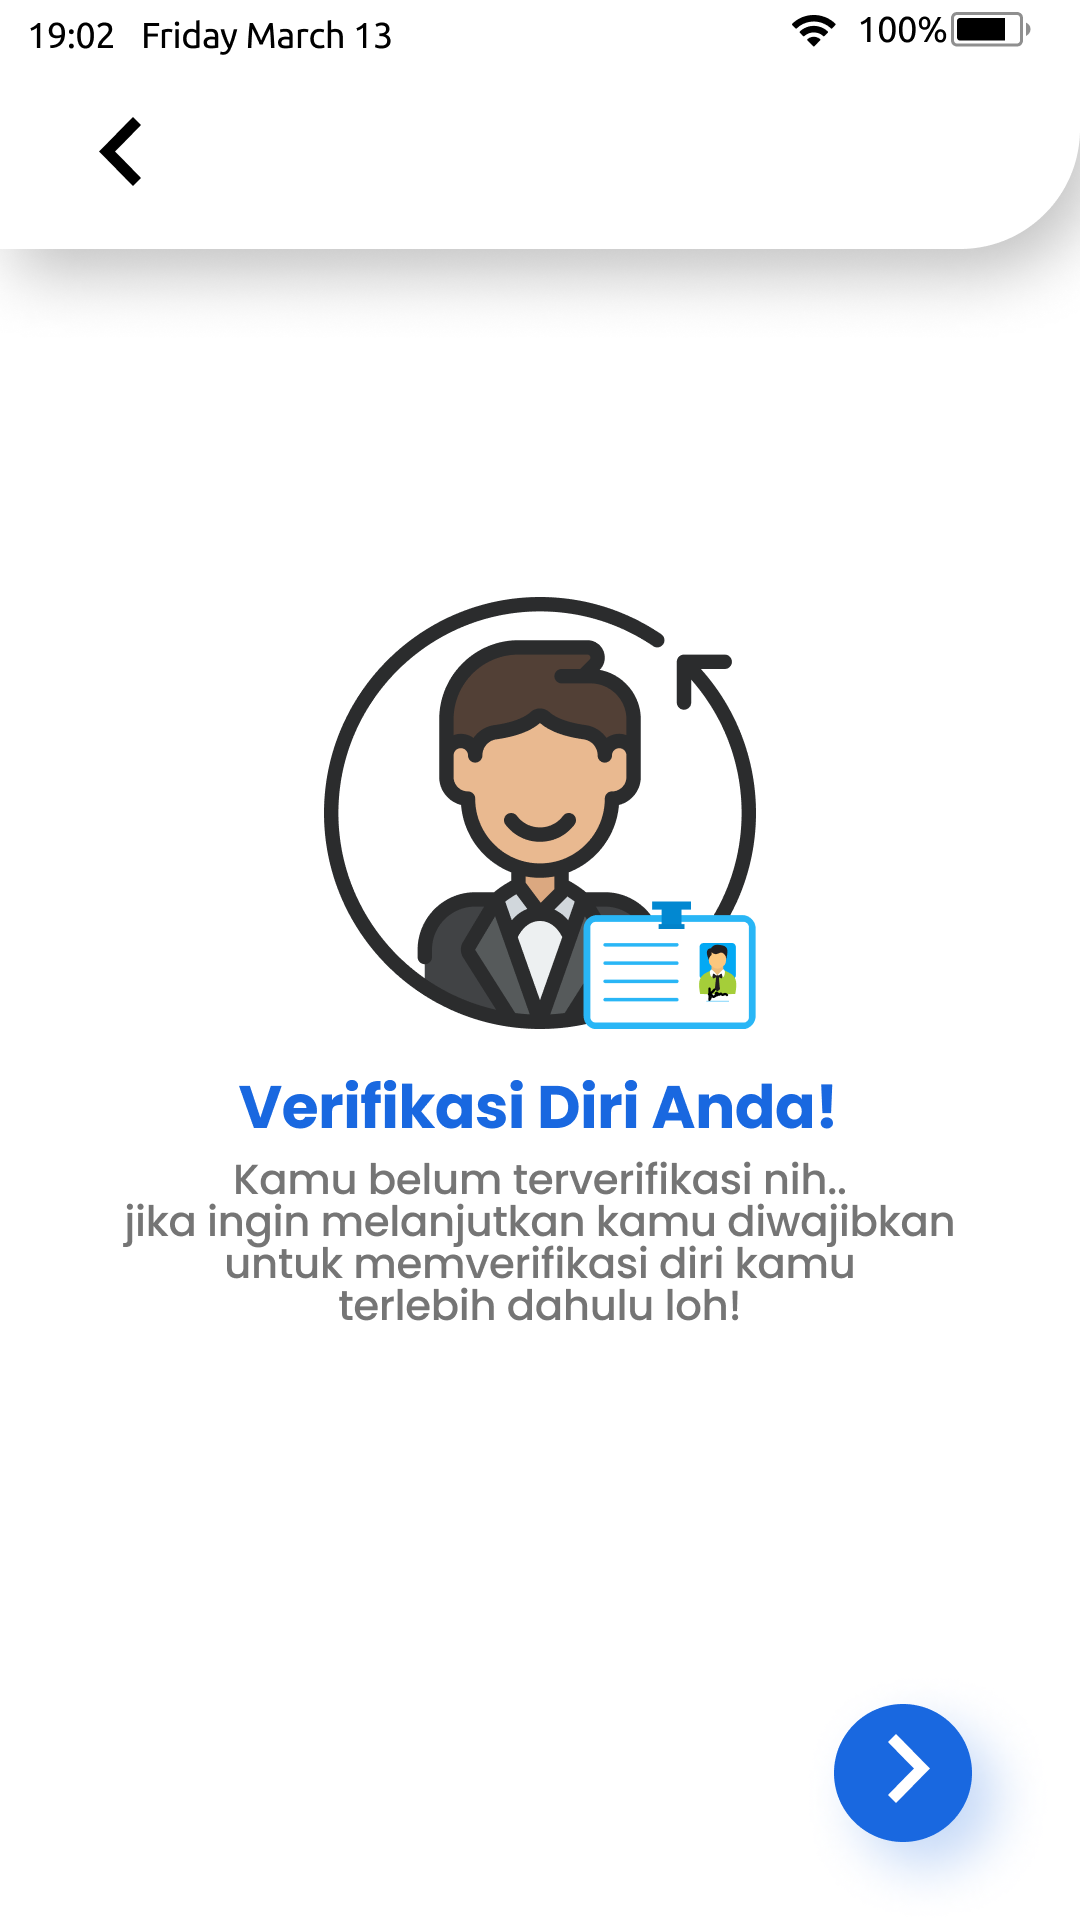 19:02 Friday March 13 100%
Verifikasi Diri Anda!
Kamu belum terverifikasi nih..
jika ingin melanjutkan kamu diwajibkan
untuk memverifikasi diri kamu
terlebih dahulu loh!